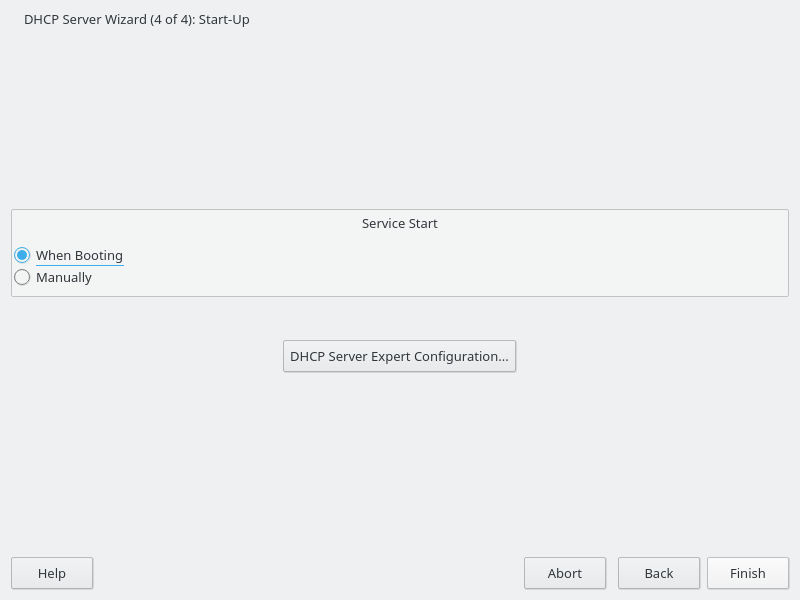 DHCP Server Wizard (4 of 4): Start-Up
Service Start
When Booting
Manually
DHCP Server Expert Configuration...
Help
Abort
Back
Finish